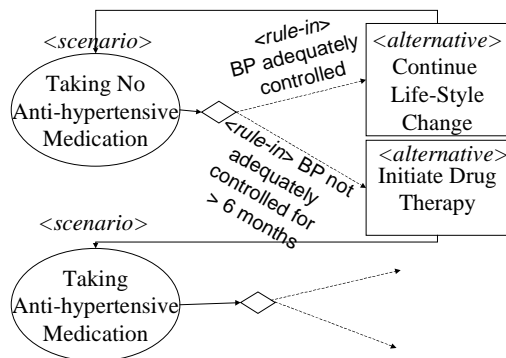 <scenario>
Taking No
Anti-hypertensive
Medication
<rule-in>
BP adequately
controlled
<alternative>
Continue
Life-Style
Change
<rule-in> BP not
adequately
controlled for
> 6 months
<alternative>
Initiate Drug
Therapy
<scenario>
Taking
Anti-hypertensive
Medication